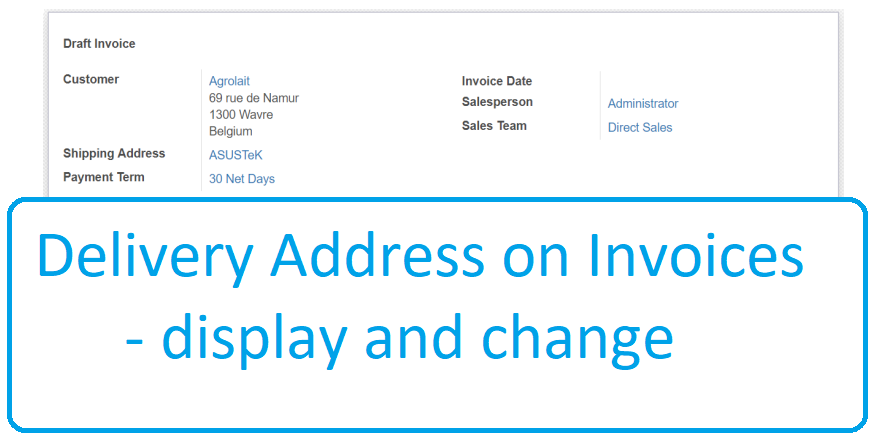 Draft Invoice
Customer Agrolait
69 rue de Namur
1300 Wavre
Belgium
Shipping Address ASUSTeK
Payment Term 30 Net Days
Invoice Date
Salesperson Administrator
Sales Team Direct Sales
Delivery Address on Invoices
- display and change